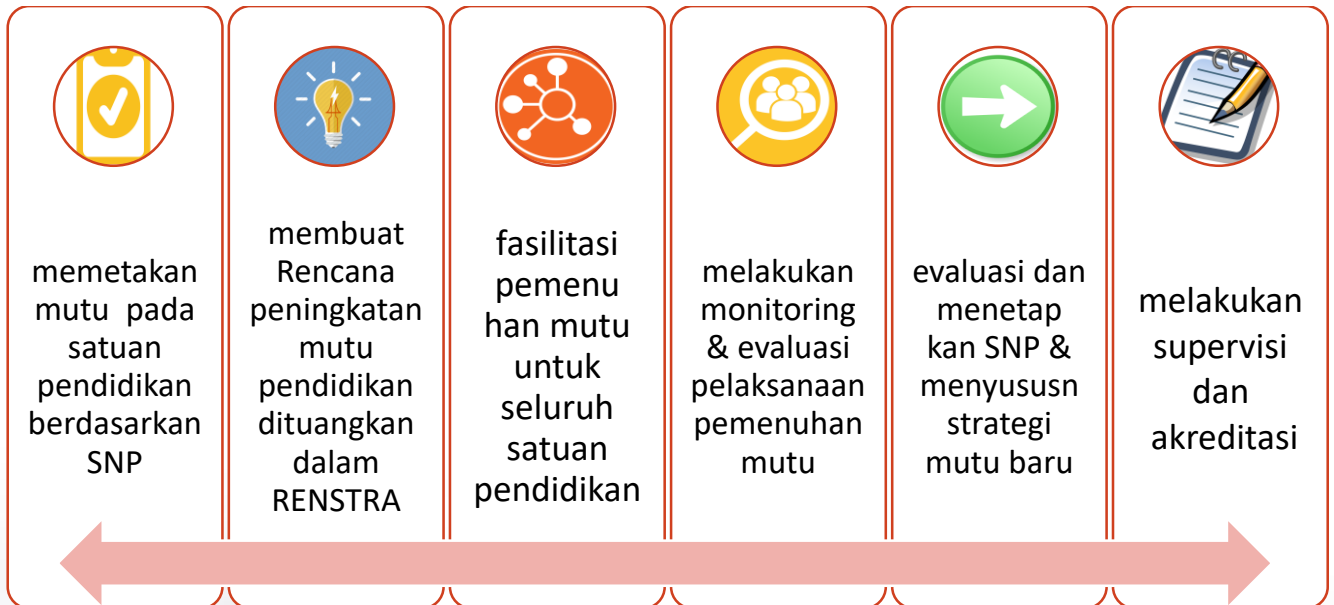 memetakan
mutu pada
satuan
pendidikan
berdasarkan
SNP
membuat
Rencana
peningkatan
mutu
pendidikan
dituangkan
dalam
RENSTRA
fasilitasi
pemenu
han mutu
untuk
seluruh
satuan
pendidikan
melakukan
monitoring
& evaluasi
pelaksanaan
pemenuhan
mutu
evaluasi dan
menetap
kan SNP &
menyususn
strategi
mutu baru
melakukan
supervisi
dan
akreditasi